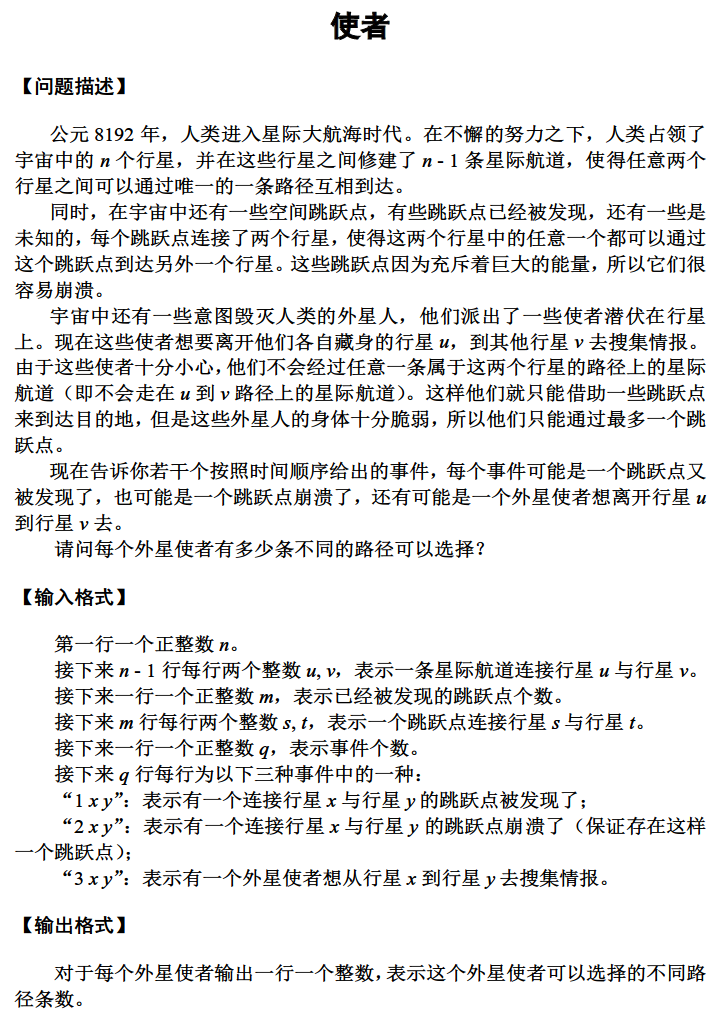 使者
【问题描述】
公元 8192 年，人类进入星际大航海时代。在不懈的努力之下，人类占领了
宇宙中的 n 个行星，并在这些行星之间修建了 n - 1 条星际航道，使得任意两个
行星之间可以通过唯一的一条路径互相到达。
同时，在宇宙中还有一些空间跳跃点，有些跳跃点已经被发现，还有一些是
未知的，每个跳跃点连接了两个行星，使得这两个行星中的任意一个都可以通过
这个跳跃点到达另外一个行星。这些跳跃点因为充斥着巨大的能量，所以它们很
容易崩溃。
宇宙中还有一些意图毁灭人类的外星人，他们派出了一些使者潜伏在行星
上。现在这些使者想要离开他们各自藏身的行星 u，到其他行星 v 去搜集情报。
由于这些使者十分小心，他们不会经过任意一条属于这两个行星的路径上的星际
航道（即不会走在 u 到 v 路径上的星际航道）。这样他们就只能借助一些跳跃点
来到达目的地，但是这些外星人的身体十分脆弱，所以他们只能通过最多一个跳
跃点。
现在告诉你若干个按照时间顺序给出的事件，每个事件可能是一个跳跃点又
被发现了，也可能是一个跳跃点崩溃了，还有可能是一个外星使者想离开行星 u
到行星 v 去。
请问每个外星使者有多少条不同的路径可以选择？
【输入格式】
第一行一个正整数 n。
接下来 n - 1 行每行两个整数 u, v，表示一条星际航道连接行星 u 与行星 v。
接下来一行一个正整数 m，表示已经被发现的跳跃点个数。
接下来 m 行每行两个整数 s, t，表示一个跳跃点连接行星 s 与行星 t。
接下来一行一个正整数 q，表示事件个数。
接下来 q 行每行为以下三种事件中的一种：
“1 x y”：表示有一个连接行星 x 与行星 y 的跳跃点被发现了；
“2 x y”：表示有一个连接行星 x 与行星 y 的跳跃点崩溃了（保证存在这样
一个跳跃点）；
“3 x y”：表示有一个外星使者想从行星 x 到行星 y 去搜集情报。
【输出格式】
对于每个外星使者输出一行一个整数，表示这个外星使者可以选择的不同路
径条数。